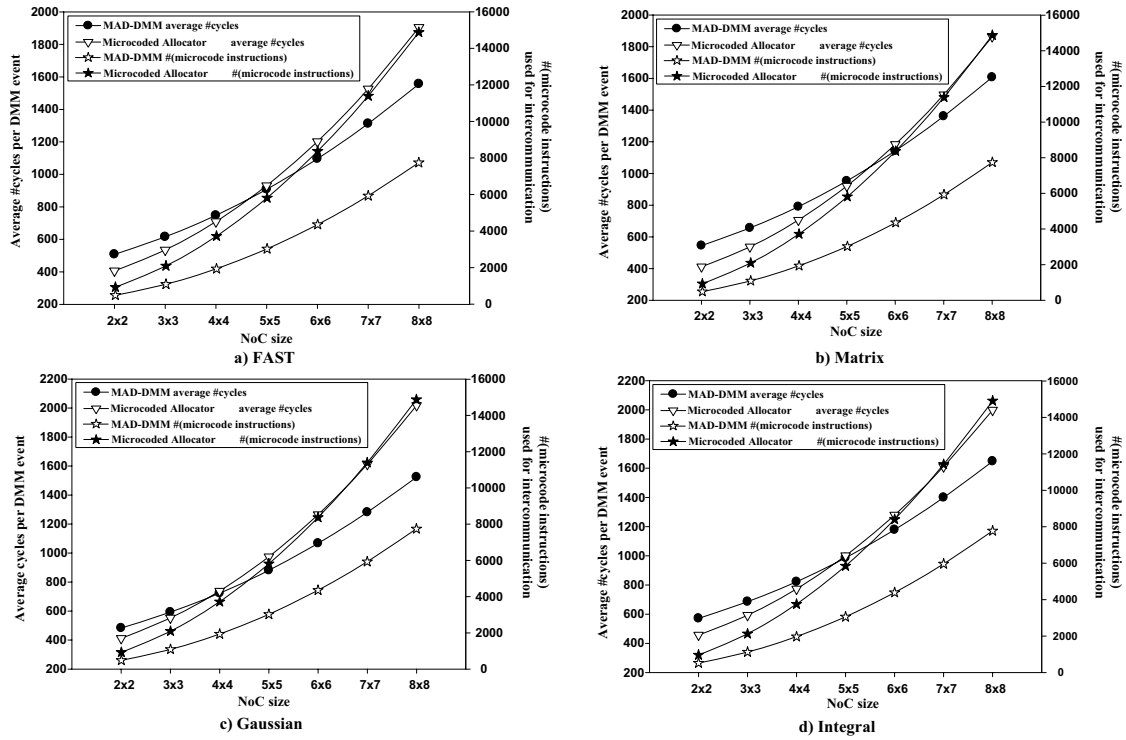 2000
1800
1600
1400
1200
1000
800
600
400
200
Average #cycles per DMM event
MAD-DMM average #cycles
Microcoded Allocator average #cycles
MAD-DMM #(microcode instructions)
Microcoded Allocator #(microcode instructions)
16000
14000
12000
10000
8000
6000
4000
2000
0
#(microcode instructions)
used for intercommunication
2x2 3x3 4x4 5x5 6x6 7x7 8x8
NoC size
a) FAST
2000
1800
1600
1400
1200
1000
800
600
400
200
Average #cycles per DMM event
MAD-DMM average #cycles
Microcoded Allocator average #cycles
MAD-DMM #(microcode instructions)
Microcoded Allocator #(microcode instructions)
16000
14000
12000
10000
8000
6000
4000
2000
0
#(microcode instructions)
used for intercommunication
2x2 3x3 4x4 5x5 6x6 7x7 8x8
NoC size
b) Matrix
2200
2000
1800
1600
1400
1200
1000
800
600
400
200
Average cycles per DMM event
MAD-DMM average #cycles
Microcoded Allocator average #cycles
MAD-DMM #(microcode instructions)
Microcoded Allocator #(microcode instructions)
16000
14000
12000
10000
8000
6000
4000
2000
0
#(microcode instructions)
used for intercommunication
2x2 3x3 4x4 5x5 6x6 7x7 8x8
NoC size
c) Gaussian
2200
2000
1800
1600
1400
1200
1000
800
600
400
200
Average #cycles per DMM event
MAD-DMM average #cycles
Microcoded Allocator average #cycles
MAD-DMM #(microcode instructions)
Microcoded Allocator #(microcode instructions)
16000
14000
12000
10000
8000
6000
4000
2000
0
#(microcode instructions)
used for intercommunication
2x2 3x3 4x4 5x5 6x6 7x7 8x8
NoC size
d) Integral